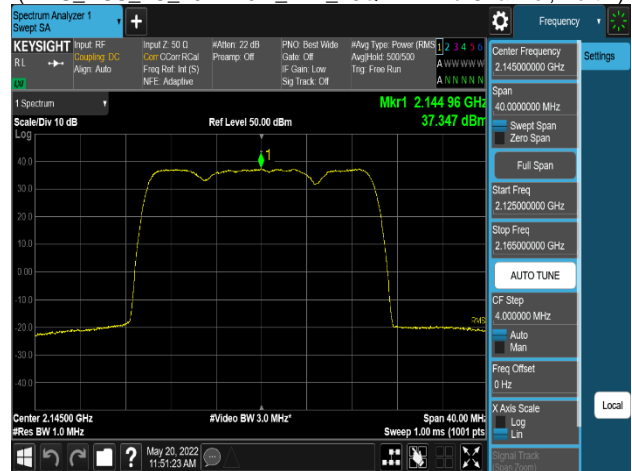 Spectrum Analyzer 1
Swept SA
Frequency
KEYSIGHT
RL
Input: RF
Coupling: DC
Align: Auto
Input Z: 50 Ω
Corr CCorr RCal
Freq Ref: Int (S)
NFE: Adaptive
#Atten: 22 dB
Preamp: Off
PNO: Best Wide
Gate: Off
IF Gain: Low
Sig Track: Off
#Avg Type: Power (RMS
Avg|Hold: 500/500
Trig: Free Run
1 2 3 4 5 6
A W W W W W
A N N N N N
1 Spectrum
Scale/Div 10 dB
Log
Ref Level 50.00 dBm
Mkr1 2.144 96 GHz
37.347 dBm
1
40.0
30.0
20.0
10.0
0.00
-10.0
-20.0
-30.0
-40.0
RMS
Center 2.14500 GHz
#Res BW 1.0 MHz
#Video BW 3.0 MHz*
Span 40.00 MHz
Sweep 1.00 ms (1001 pts
May 20, 2022
11:51:23 AM
Center Frequency
2.145000000 GHz
Span
40.0000000 MHz
Swept Span
Zero Span
Full Span
Start Freq
2.125000000 GHz
Stop Freq
2.165000000 GHz
AUTO TUNE
CF Step
4.000000 MHz
Auto
Man
Freq Offset
0 Hz
X Axis Scale
Log
Lin
Signal Track
(Span Zoom)
Settings
Local